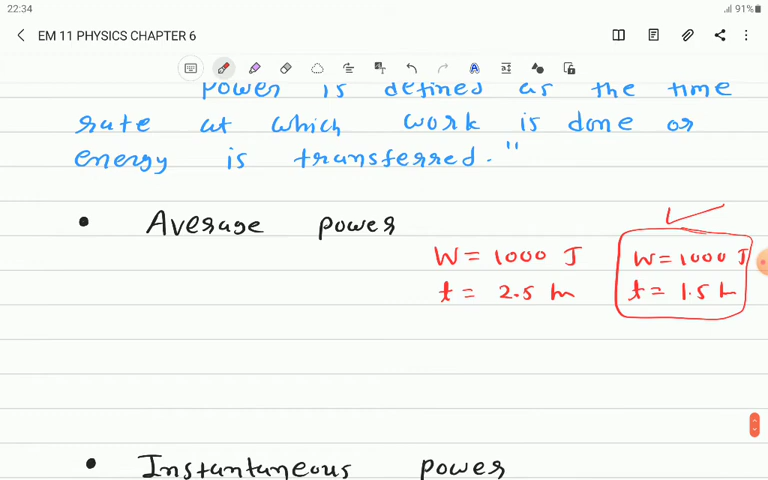 22:34
91%
EM 11 PHYSICS CHAPTER 6
Power is defined as the time
rate at which work is done or
energy is transferred."
• Average power
W = 1000 J
t = 2.5 h
W = 1000 J
t = 1.5 h
• Instantaneous power